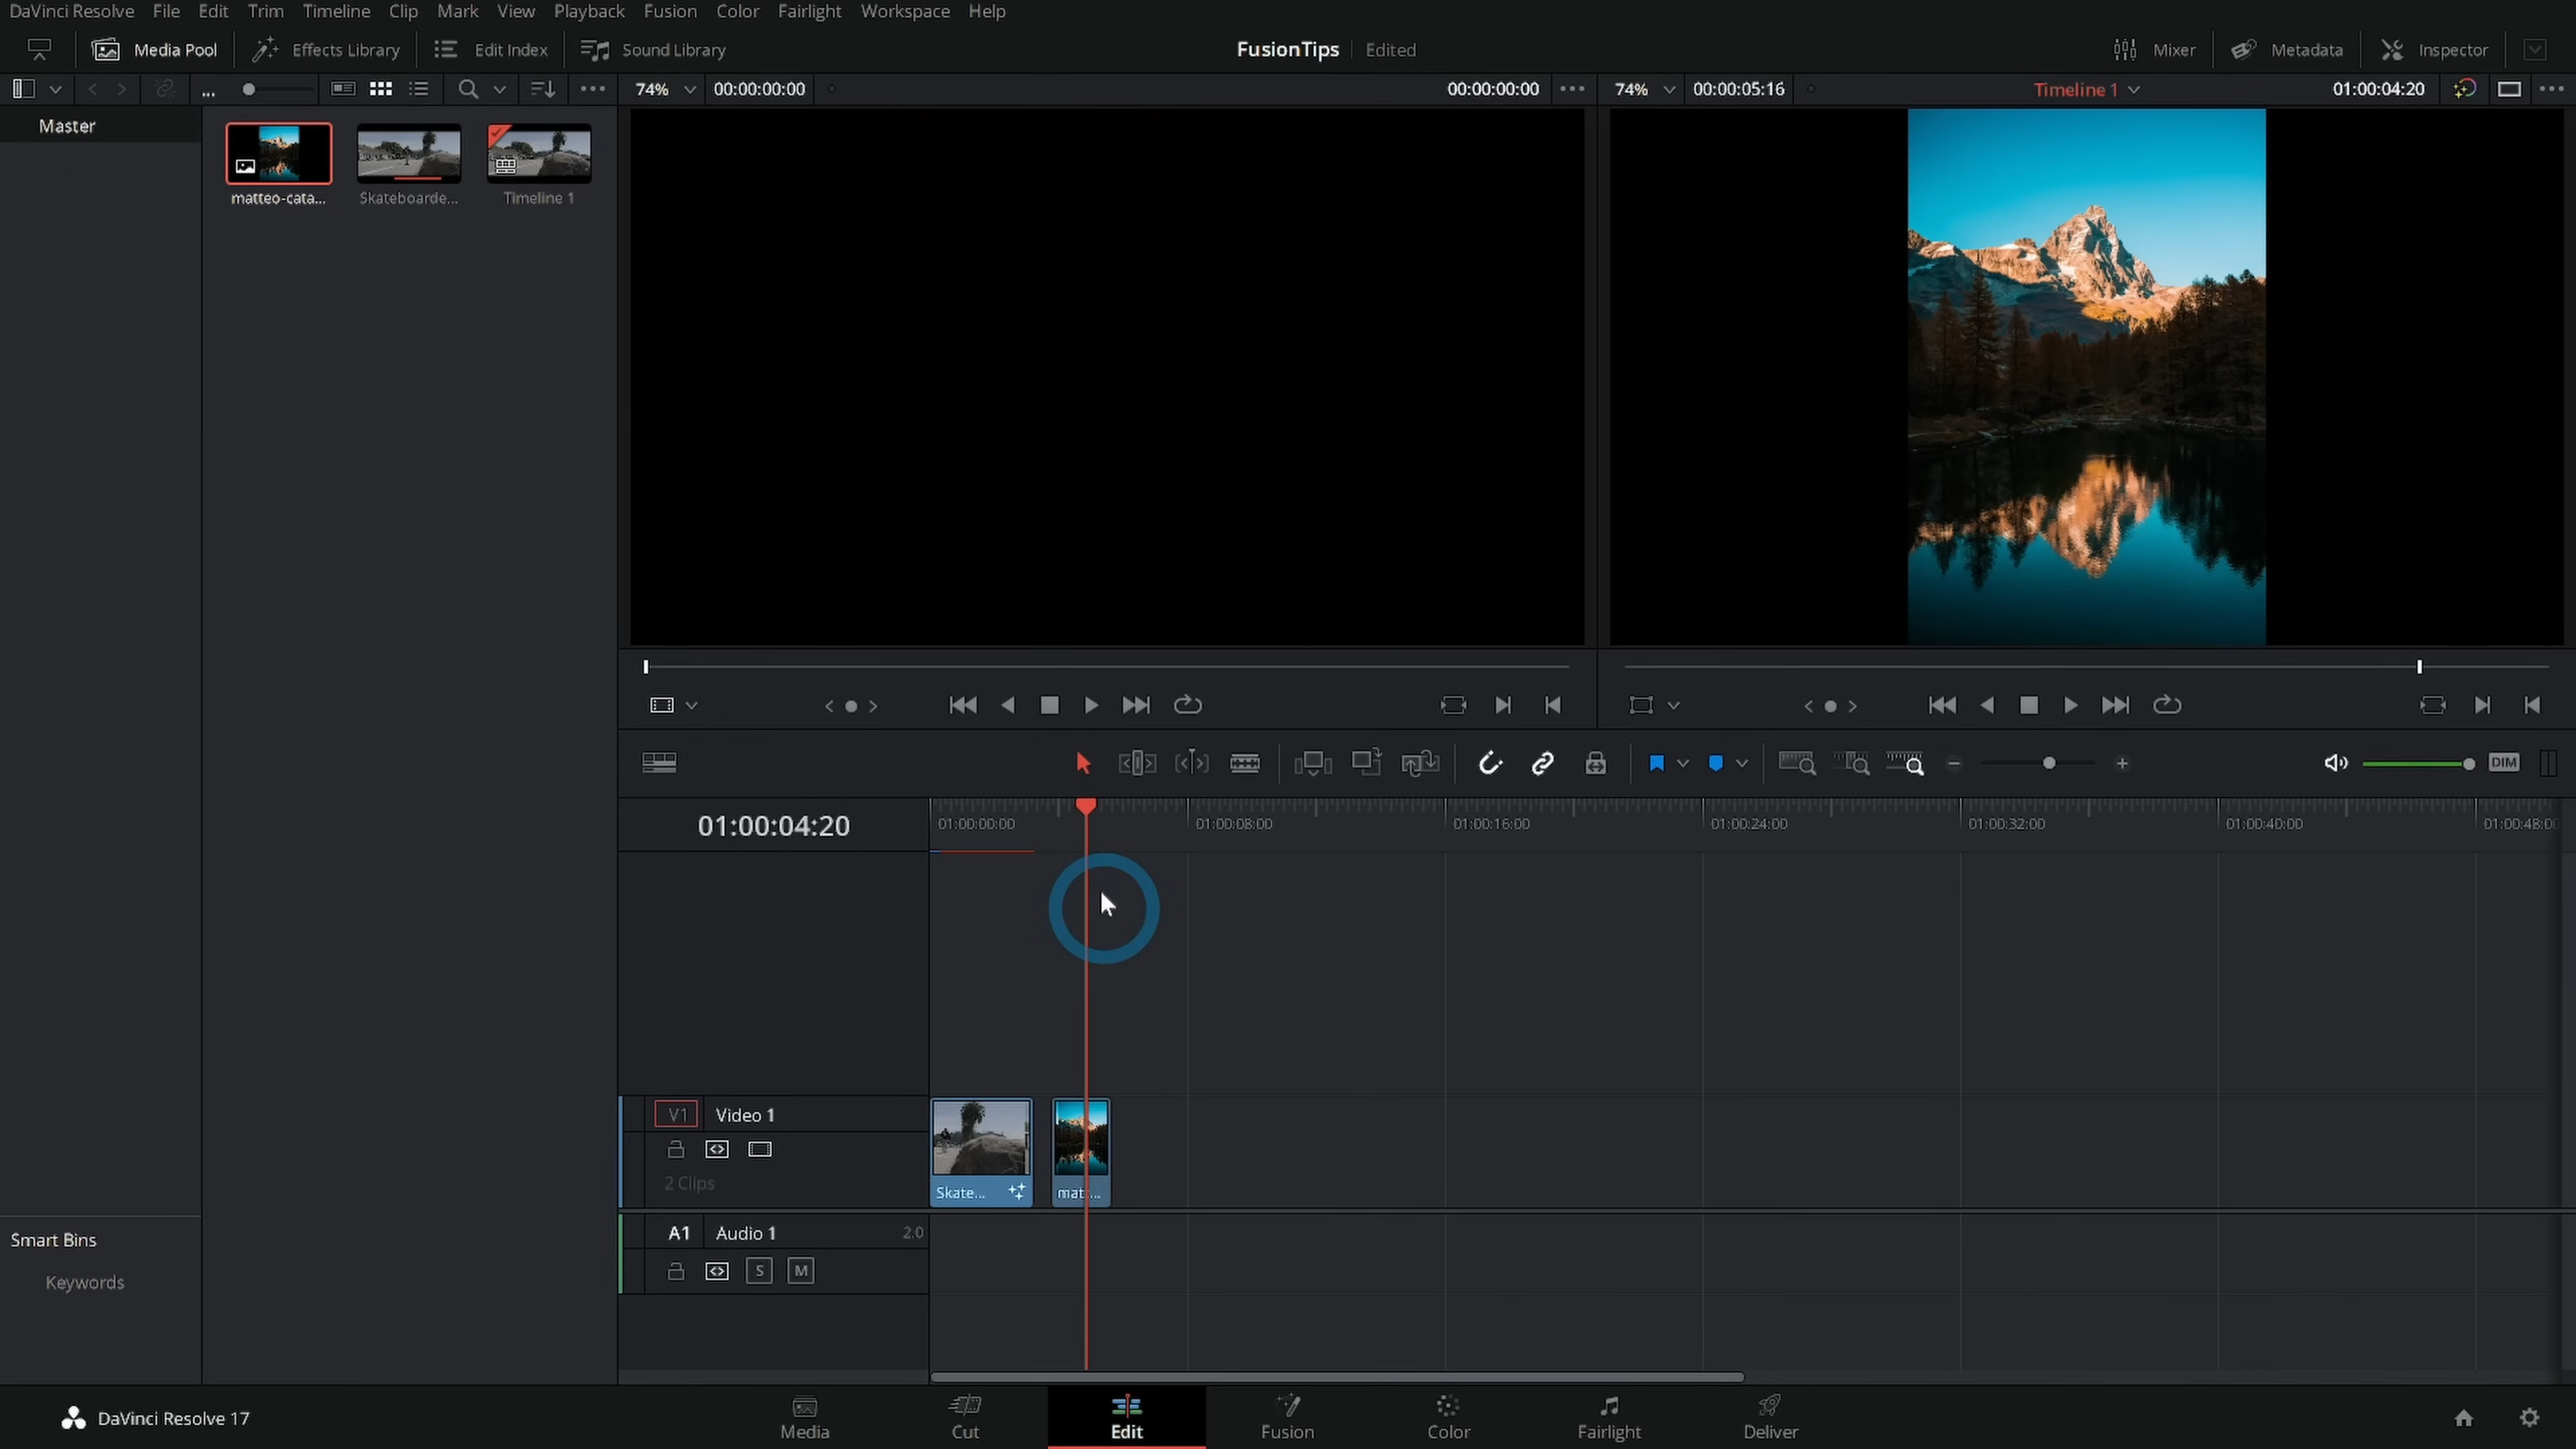 DaVinci Resolve File Edit Trim Timeline Clip Mark View Playback Fusion Color Fairlight Workspace Help
Media Pool Effects Library Edit Index Sound Library FusionTips Edited Mixer Metadata Inspector
... 74% 00:00:00:00 00:00:00:00 74% 00:00:05:16 Timeline 1 01:00:04:20
Master
matteo-cata... Skateboarde... Timeline 1
DIM
01:00:04:20 01:00:00:00 01:00:08:00 01:00:16:00 01:00:24:00 01:00:32:00 01:00:40:00 01:00:48:00
V1 Video 1
2 Clips
Skate... mat...
A1 Audio 1 2.0
S M
Smart Bins
Keywords
DaVinci Resolve 17 Media Cut Edit Fusion Color Fairlight Deliver